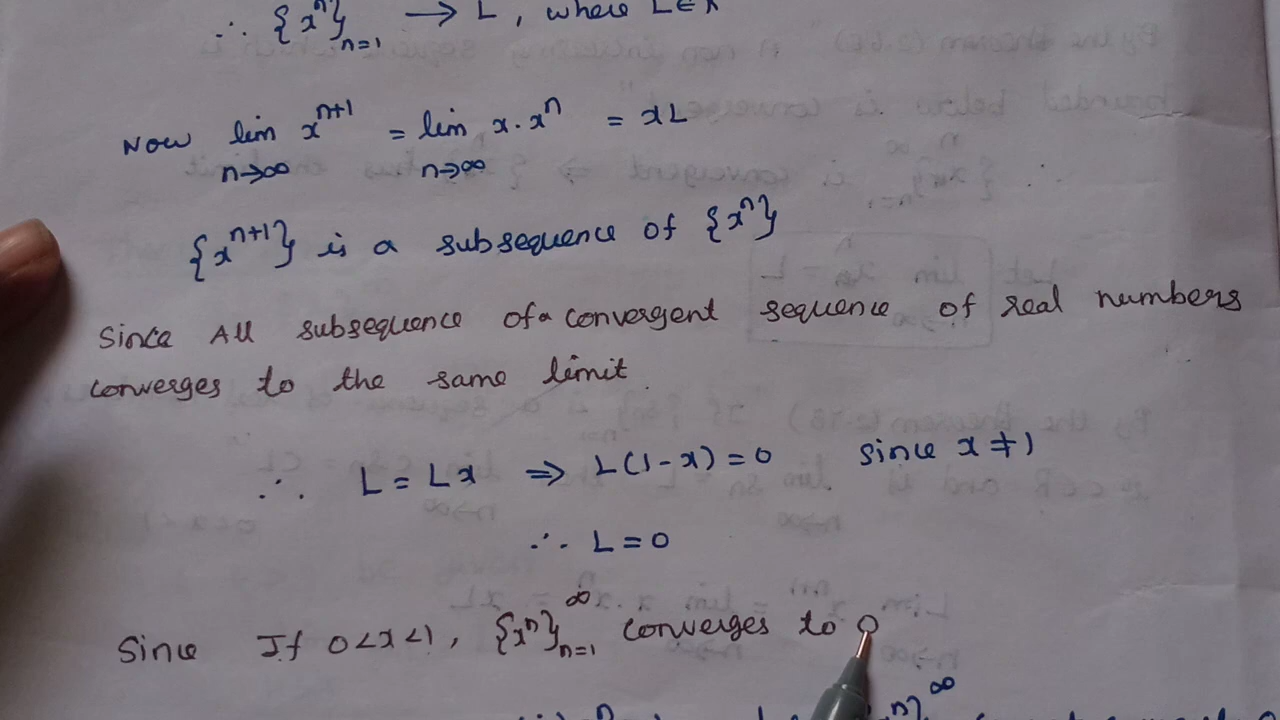 ∴ {xⁿ}ₙ₌₁ → L, where L∈
Now lim n→∞ xⁿ⁺¹ = lim n→∞ x·xⁿ = xL
{xⁿ⁺¹} is a subsequence of {xⁿ}
Since All subsequence of a convergent sequence of real numbers
converges to the same limit.
∴ L = Lx ⇒ L(1-x)=0 since x≠1
∴ L=0
Since If 0<x<1, {xⁿ}ₙ₌₁^∞ converges to 0